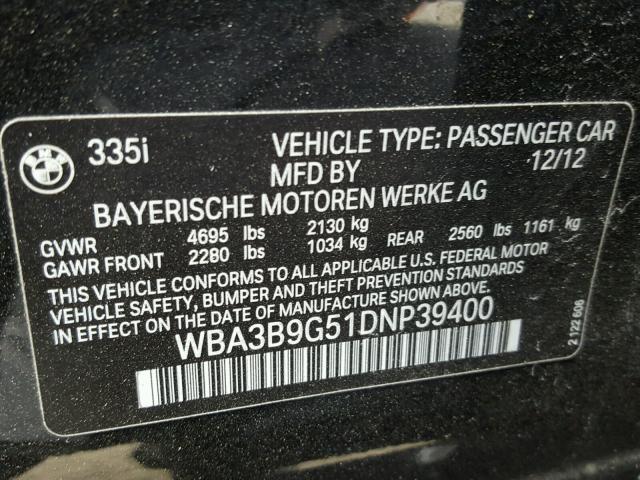 BMW
335i
VEHICLE TYPE: PASSENGER CAR
MFD BY 12/12
BAYERISCHE MOTOREN WERKE AG
GVWR 4695 lbs 2130 kg
GAWR FRONT 2280 lbs 1034 kg REAR 2560 lbs 1161 kg
THIS VEHICLE CONFORMS TO ALL APPLICABLE U.S. FEDERAL MOTOR
VEHICLE SAFETY, BUMPER AND THEFT PREVENTION STANDARDS
IN EFFECT ON THE DATE OF MANUFACTURE SHOWN ABOVE.
WBA3B9G51DNP39400
2 122 606